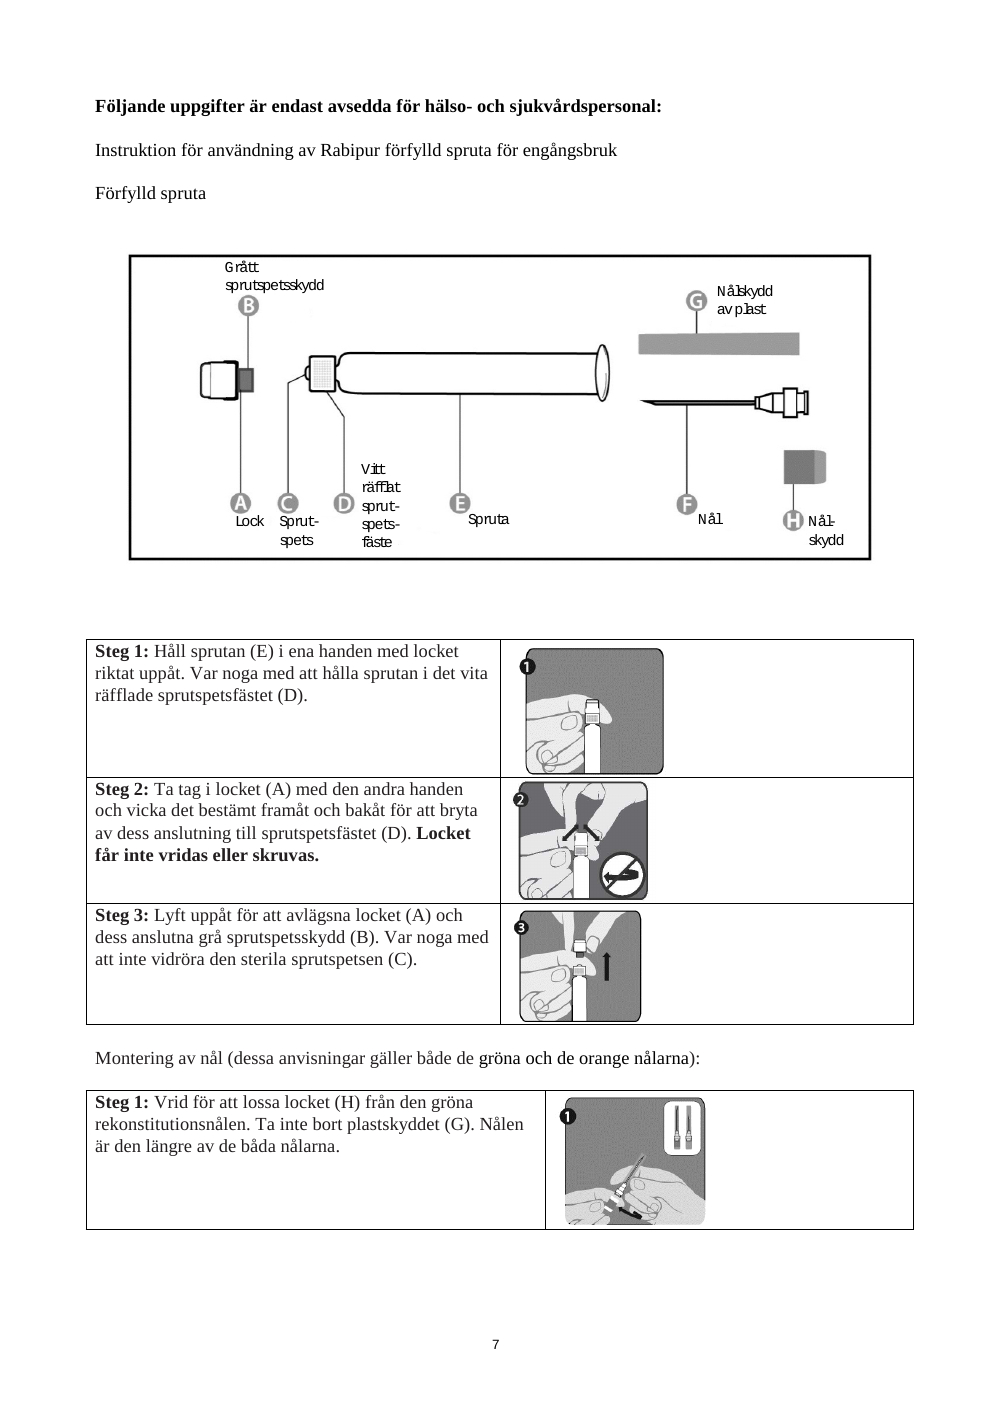 Följande uppgifter är endast avsedda för hälso- och sjukvårdspersonal:
Instruktion för användning av Rabipur förfylld spruta för engångsbruk
Förfylld spruta
Grått
sprutspetsskydd
B
G
Nålskydd
av plast
A
Lock
C
Sprut-
spets
D
Vitt
räfflat
sprut-
spets-
fäste
E
Spruta
F
Nål
H
Nål-
skydd
Steg 1: Håll sprutan (E) i ena handen med locket
riktat uppåt. Var noga med att hålla sprutan i det vita
räfflade sprutspetsfästet (D).
1
Steg 2: Ta tag i locket (A) med den andra handen
och vicka det bestämt framåt och bakåt för att bryta
av dess anslutning till sprutspetsfästet (D). Locket
får inte vridas eller skruvas.
2
Steg 3: Lyft uppåt för att avlägsna locket (A) och
dess anslutna grå sprutspetsskydd (B). Var noga med
att inte vidröra den sterila sprutspetsen (C).
3
Montering av nål (dessa anvisningar gäller både de gröna och de orange nålarna):
Steg 1: Vrid för att lossa locket (H) från den gröna
rekonstitutionsnålen. Ta inte bort plastskyddet (G). Nålen
är den längre av de båda nålarna.
1
7